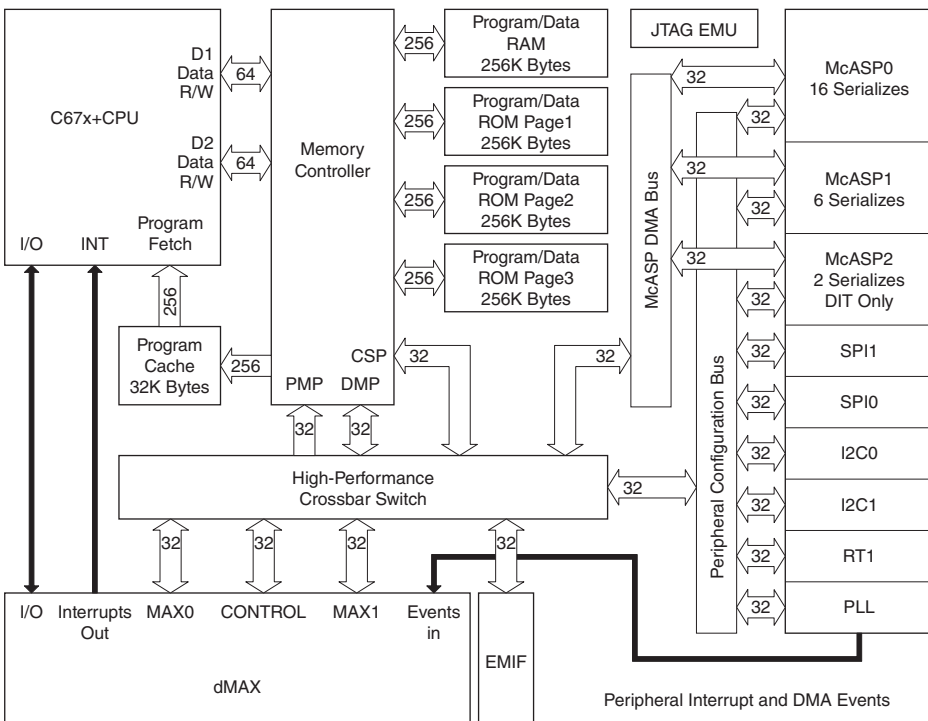 C67x+CPU
D1
Data
R/W
D2
Data
R/W
I/O
INT
Program
Fetch
64
64
256
Program
Cache
32K Bytes
256
Memory
Controller
CSP
PMP
DMP
256
256
256
256
Program/Data
RAM
256K Bytes
Program/Data
ROM Page1
256K Bytes
Program/Data
ROM Page2
256K Bytes
Program/Data
ROM Page3
256K Bytes
32
32
32
32
High-Performance
Crossbar Switch
32
32
32
32
32
I/O
Interrupts
Out
MAX0
CONTROL
MAX1
Events
in
dMAX
EMIF
JTAG EMU
McASP DMA Bus
Peripheral Configuration Bus
32
32
32
32
32
32
32
32
32
32
32
32
McASP0
16 Serializes
McASP1
6 Serializes
McASP2
2 Serializes
DIT Only
SPI1
SPI0
I2C0
I2C1
RT1
PLL
Peripheral Interrupt and DMA Events